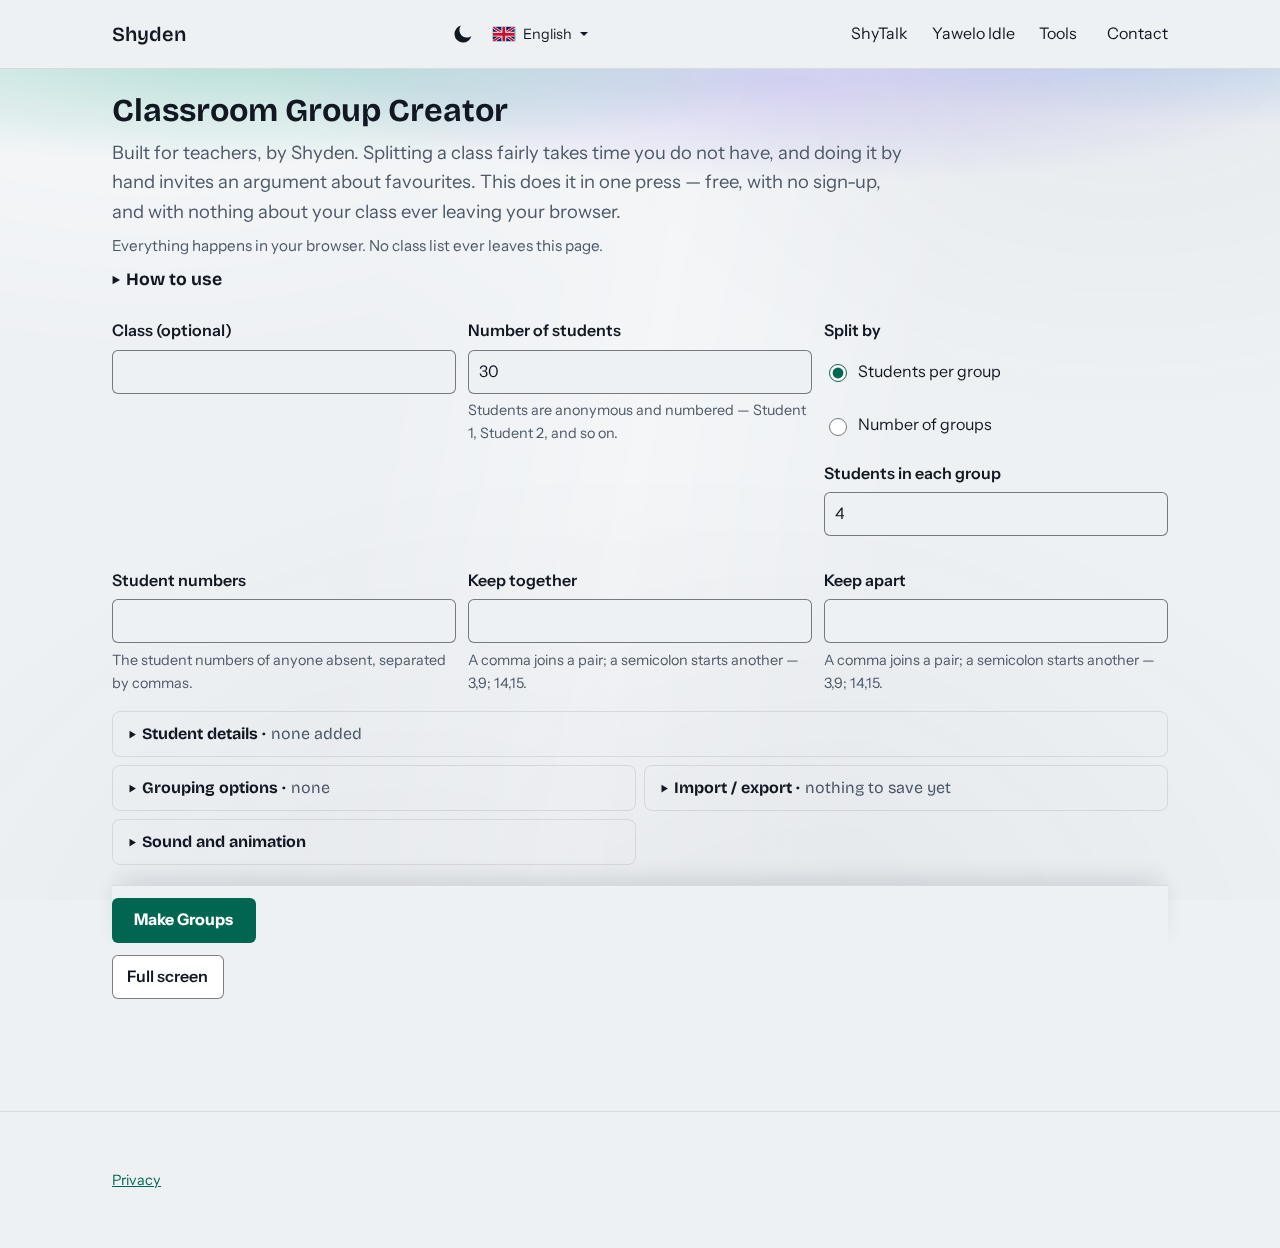 Shyden
English
ShyTalk
Yawelo Idle
Tools
Contact
Classroom Group Creator
Built for teachers, by Shyden. Splitting a class fairly takes time you do not have, and doing it by
hand invites an argument about favourites. This does it in one press — free, with no sign-up,
and with nothing about your class ever leaving your browser.
Everything happens in your browser. No class list ever leaves this page.
How to use
Class (optional)
Number of students
30
Students are anonymous and numbered — Student
1, Student 2, and so on.
Split by
Students per group
Number of groups
Students in each group
4
Student numbers
The student numbers of anyone absent, separated
by commas.
Keep together
A comma joins a pair; a semicolon starts another —
3,9; 14,15.
Keep apart
A comma joins a pair; a semicolon starts another —
3,9; 14,15.
Student details · none added
Grouping options · none
Import / export · nothing to save yet
Sound and animation
Make Groups
Full screen
Privacy